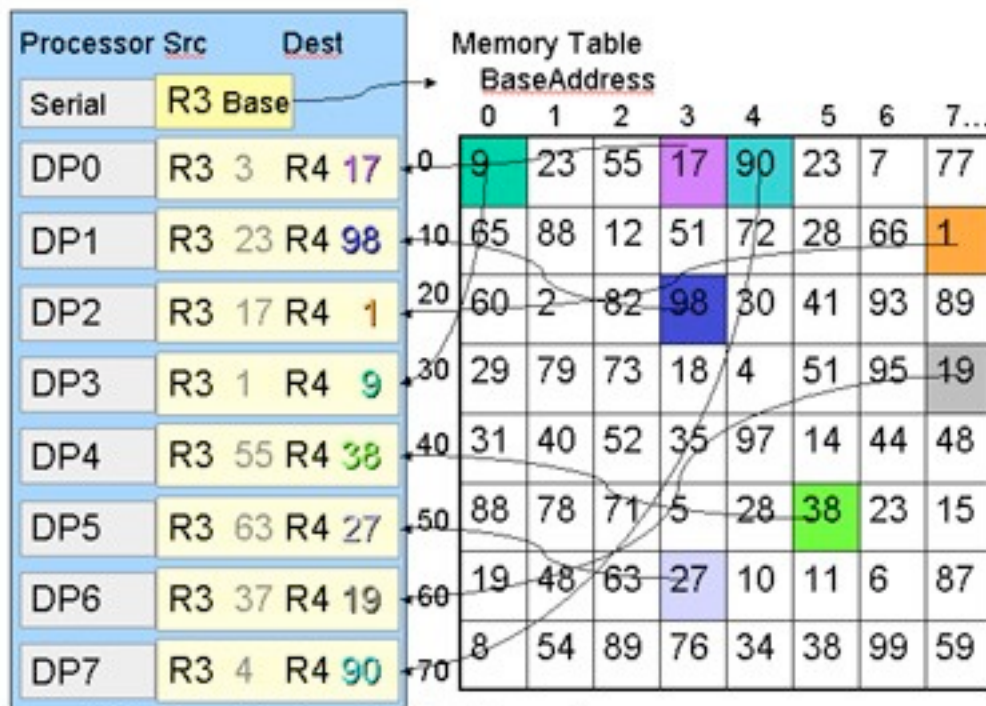 Processor Src Dest
Serial R3 Base
DP0 R3 3 R4 17
DP1 R3 23 R4 98
DP2 R3 17 R4 1
DP3 R3 1 R4 9
DP4 R3 55 R4 38
DP5 R3 63 R4 27
DP6 R3 37 R4 19
DP7 R3 4 R4 90
Memory Table
BaseAddress
0 1 2 3 4 5 6 7...
0 9 23 55 17 90 23 7 77
10 65 88 12 51 72 28 66 1
20 60 2 82 98 30 41 93 89
30 29 79 73 18 4 51 95 19
40 31 40 52 35 97 14 44 48
50 88 78 71 5 28 38 23 15
60 19 48 63 27 10 11 6 87
70 8 54 89 76 34 38 99 59